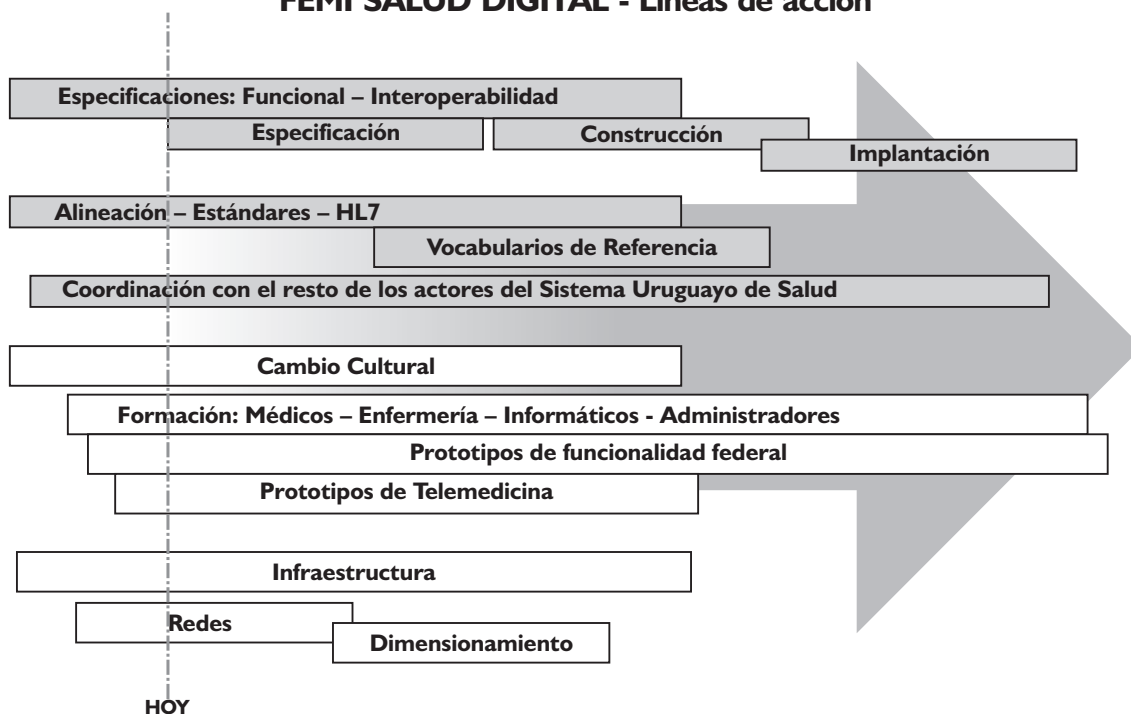 FEMI SALUD DIGITAL - Líneas de acción
Especificaciones: Funcional – Interoperabilidad
Especificación
Construcción
Implantación
Alineación – Estándares – HL7
Vocabularios de Referencia
Coordinación con el resto de los actores del Sistema Uruguayo de Salud
Cambio Cultural
Formación: Médicos – Enfermería – Informáticos - Administradores
Prototipos de funcionalidad federal
Prototipos de Telemedicina
Infraestructura
Redes
Dimensionamiento
HOY